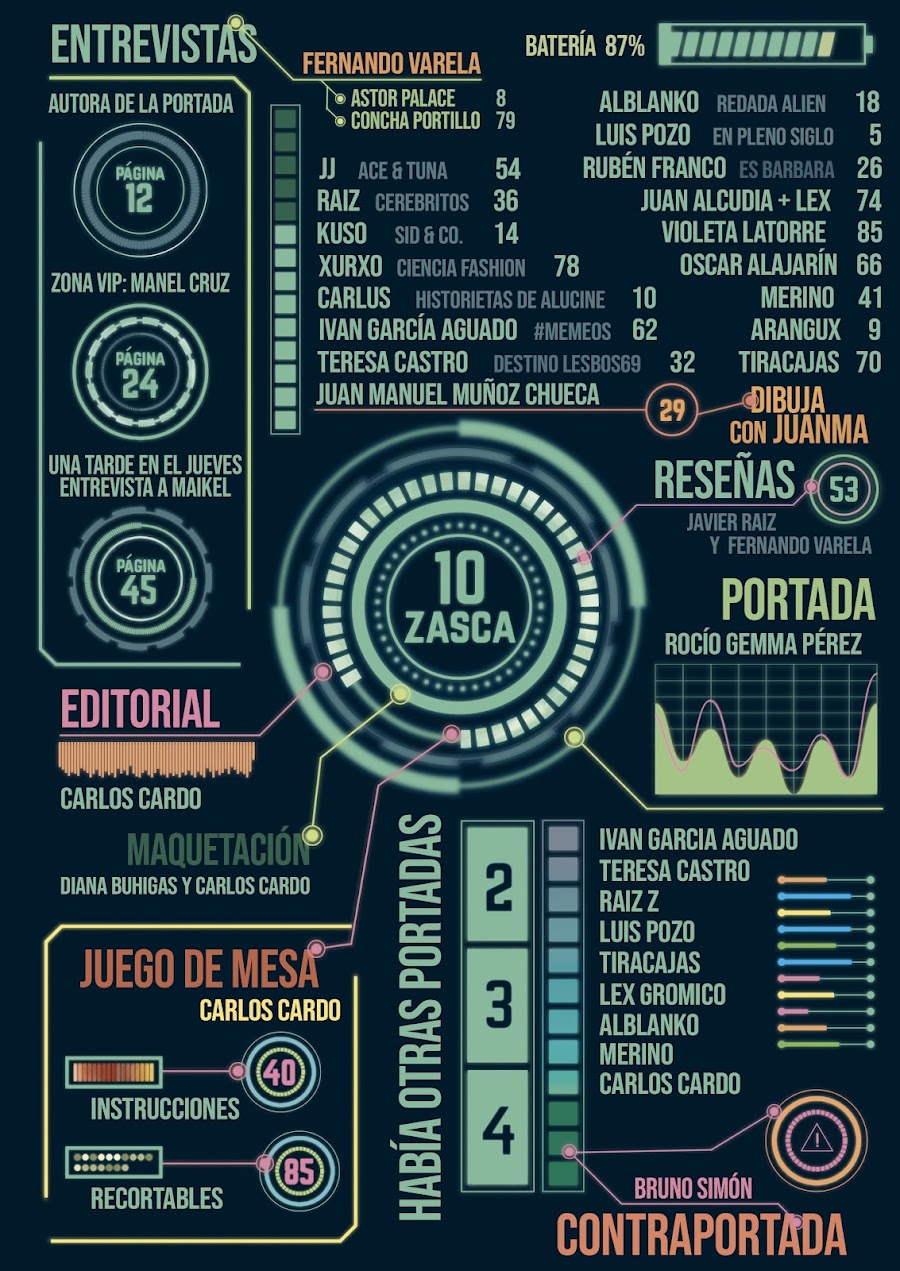 ENTREVISTAS
AUTORA DE LA PORTADA
PÁGINA
12
ZONA VIP: MANEL CRUZ
PÁGINA
24
UNA TARDE EN EL JUEVES
ENTREVISTA A MAIKEL
PÁGINA
45
FERNANDO VARELA
ASTOR PALACE 8
CONCHA PORTILLO 79
JJ ACE & TUNA 54
RAIZ CEREBRITOS 36
KUSO SID & CO. 14
XURXO CIENCIA FASHION 78
CARLUS HISTORIETAS DE ALUCINE 10
IVAN GARCÍA AGUADO #MEMEOS 62
TERESA CASTRO DESTINO LESBOS69 32
JUAN MANUEL MUÑOZ CHUECA 29
DIBUJA
CON JUANMA
BATERÍA 87%
ALBLANKO REDADA ALIEN 18
LUIS POZO EN PLENO SIGLO 5
RUBÉN FRANCO ES BARBARA 26
JUAN ALCUDIA + LEX 74
VIOLETA LATORRE 85
OSCAR ALAJARÍN 66
MERINO 41
ARANGUX 9
TIRACAJAS 70
RESEÑAS 53
JAVIER RAIZ
Y FERNANDO VARELA
10
ZASCA
PORTADA
ROCÍO GEMMA PÉREZ
EDITORIAL
CARLOS CARDO
MAQUETACIÓN
DIANA BUHIGAS Y CARLOS CARDO
JUEGO DE MESA
CARLOS CARDO
40
INSTRUCCIONES
85
RECORTABLES
HABÍA OTRAS PORTADAS
2
3
4
IVAN GARCIA AGUADO
TERESA CASTRO
RAIZ Z
LUIS POZO
TIRACAJAS
LEX GROMICO
ALBLANKO
MERINO
CARLOS CARDO
!
BRUNO SIMÓN
CONTRAPORTADA